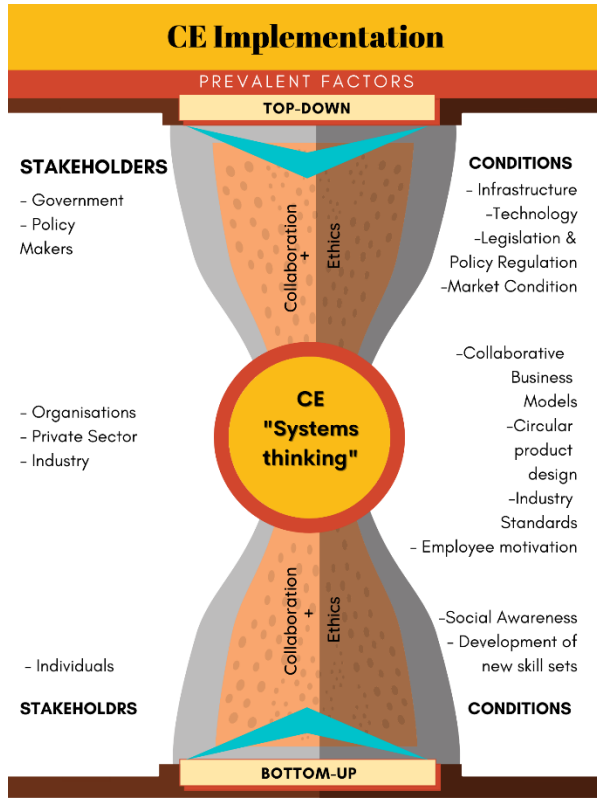 CE Implementation
PREVALENT FACTORS
TOP-DOWN
STAKEHOLDERS
- Government
- Policy
Makers
CONDITIONS
- Infrastructure
-Technology
-Legislation &
Policy Regulation
-Market Condition
Collaboration
+
Ethics
- Organisations
- Private Sector
- Industry
CE
"Systems
thinking"
-Collaborative
Business
Models
-Circular
product
design
-Industry
Standards
- Employee motivation
Collaboration
+
Ethics
- Individuals
STAKEHOLDRS
-Social Awareness
- Development of
new skill sets
CONDITIONS
BOTTOM-UP